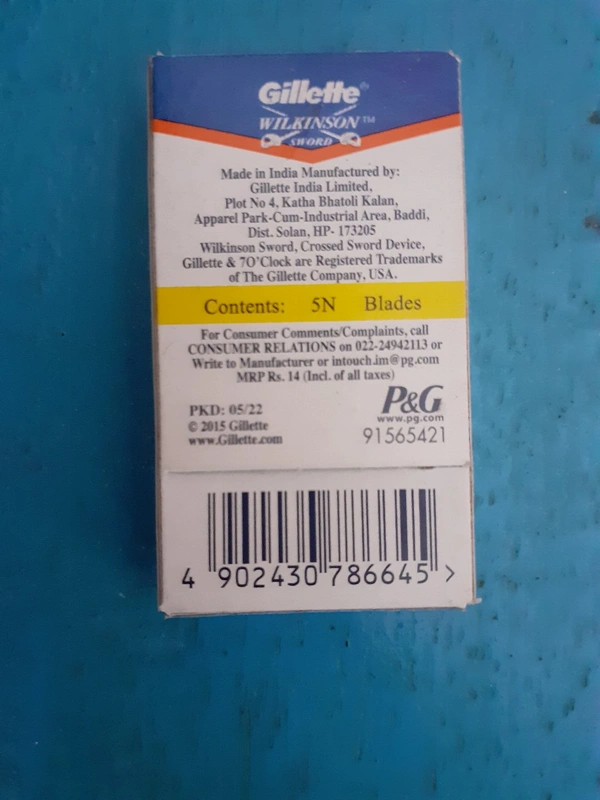 Gillette®
WILKINSON™
SWORD
Made in India Manufactured by:
Gillette India Limited,
Plot No 4, Katha Bhatoli Kalan,
Apparel Park-Cum-Industrial Area, Baddi,
Dist. Solan, HP- 173205
Wilkinson Sword, Crossed Sword Device,
Gillette & 7O'Clock are Registered Trademarks
of The Gillette Company, USA.
Contents: 5N Blades
For Consumer Comments/Complaints, call
CONSUMER RELATIONS on 022-24942113 or
Write to Manufacturer or intouch.im@pg.com
MRP Rs. 14 (Incl. of all taxes)
P&G
www.pg.com
PKD: 05/22
© 2015 Gillette
www.Gillette.com
91565421
4 902430 786645 >